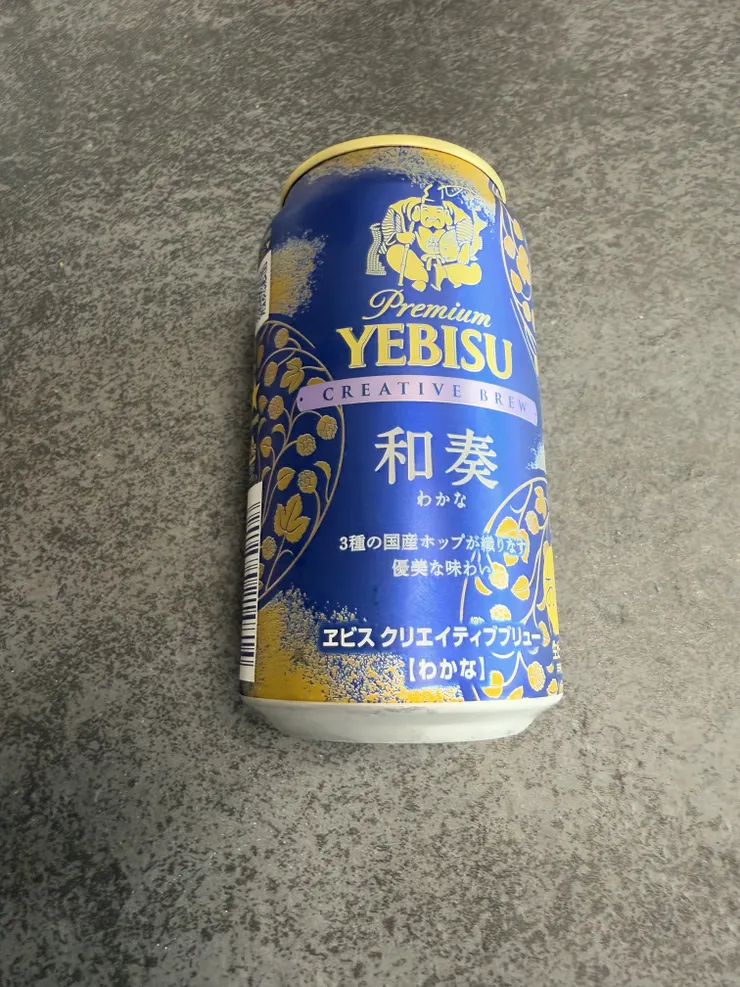 Premium
YEBISU
CREATIVE BREW
和奏
わかな
3種の国産ホップが織りなす
優美な味わい
ヱビス クリエイティブブリュー
【わかな】